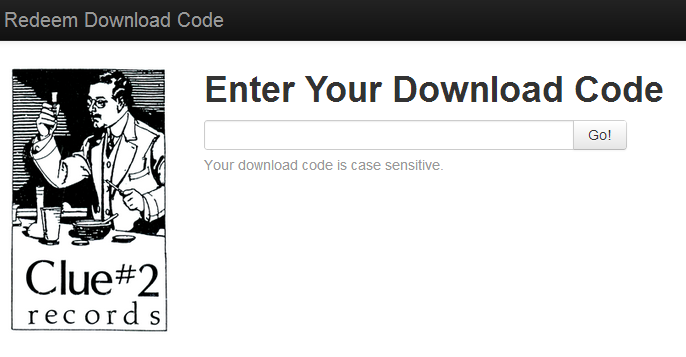 Redeem Download Code
Enter Your Download Code
Go!
Your download code is case sensitive.
Clue#2
records